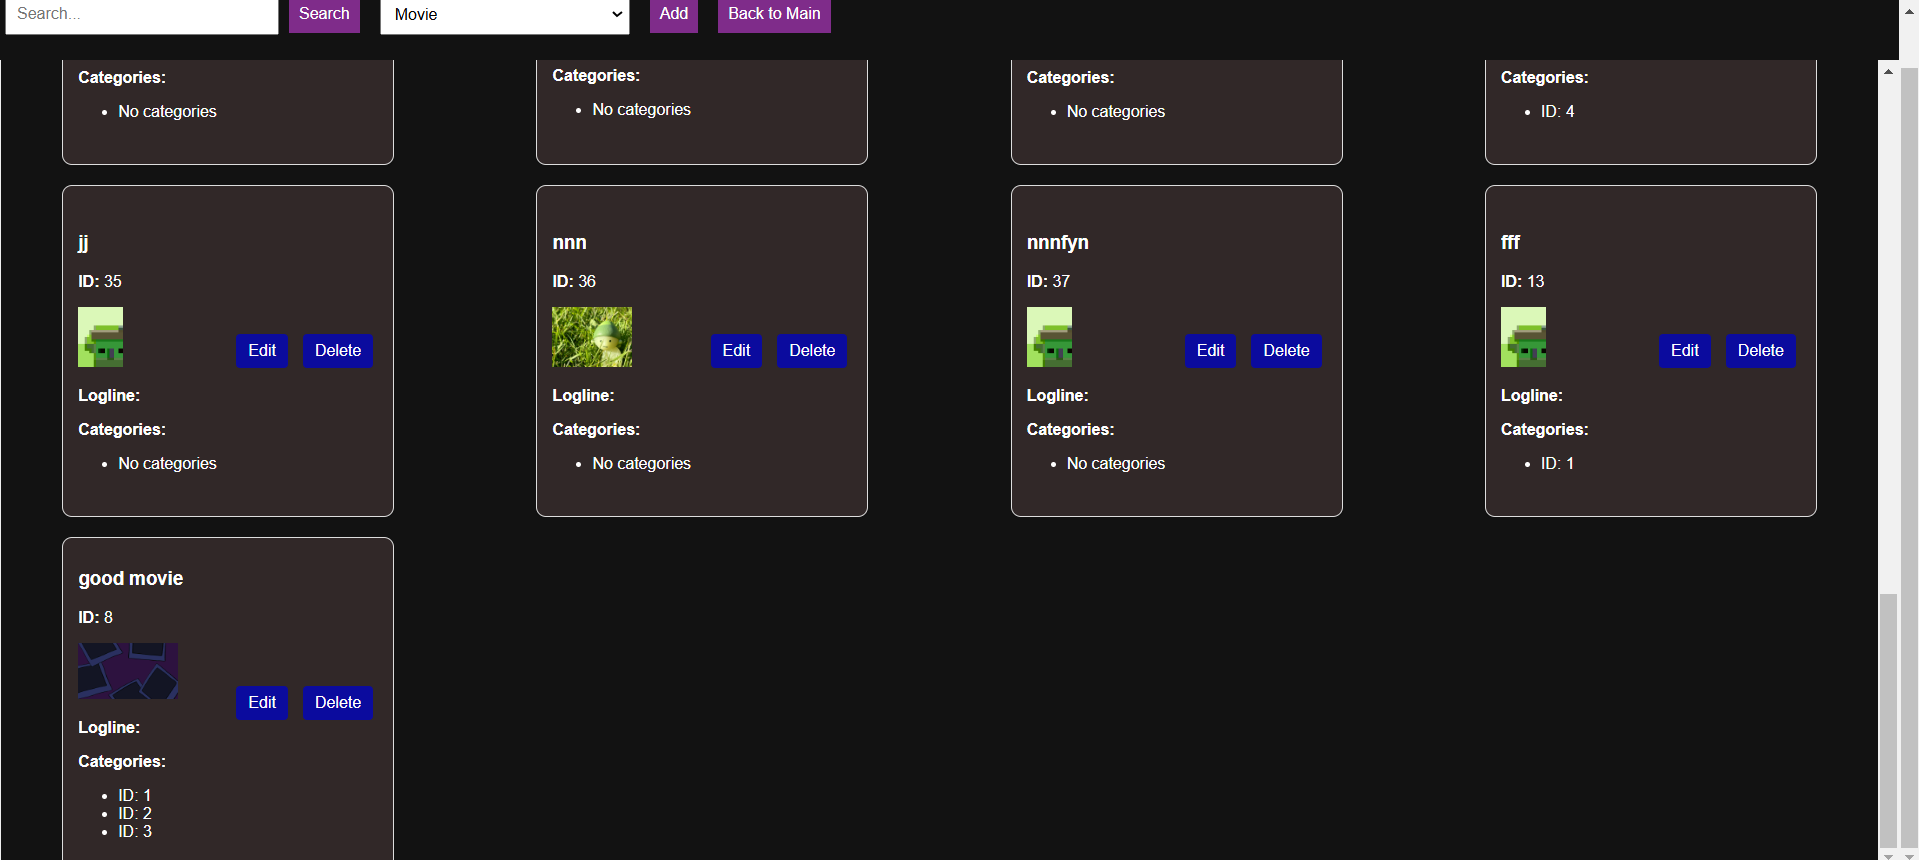 Search...
Search
Movie
Add
Back to Main
Categories:
No categories
Categories:
No categories
Categories:
No categories
Categories:
ID: 4
jj
ID: 35
Edit
Delete
Logline:
Categories:
No categories
nnn
ID: 36
Edit
Delete
Logline:
Categories:
No categories
nnnfyn
ID: 37
Edit
Delete
Logline:
Categories:
No categories
fff
ID: 13
Edit
Delete
Logline:
Categories:
ID: 1
good movie
ID: 8
Edit
Delete
Logline:
Categories:
ID: 1
ID: 2
ID: 3